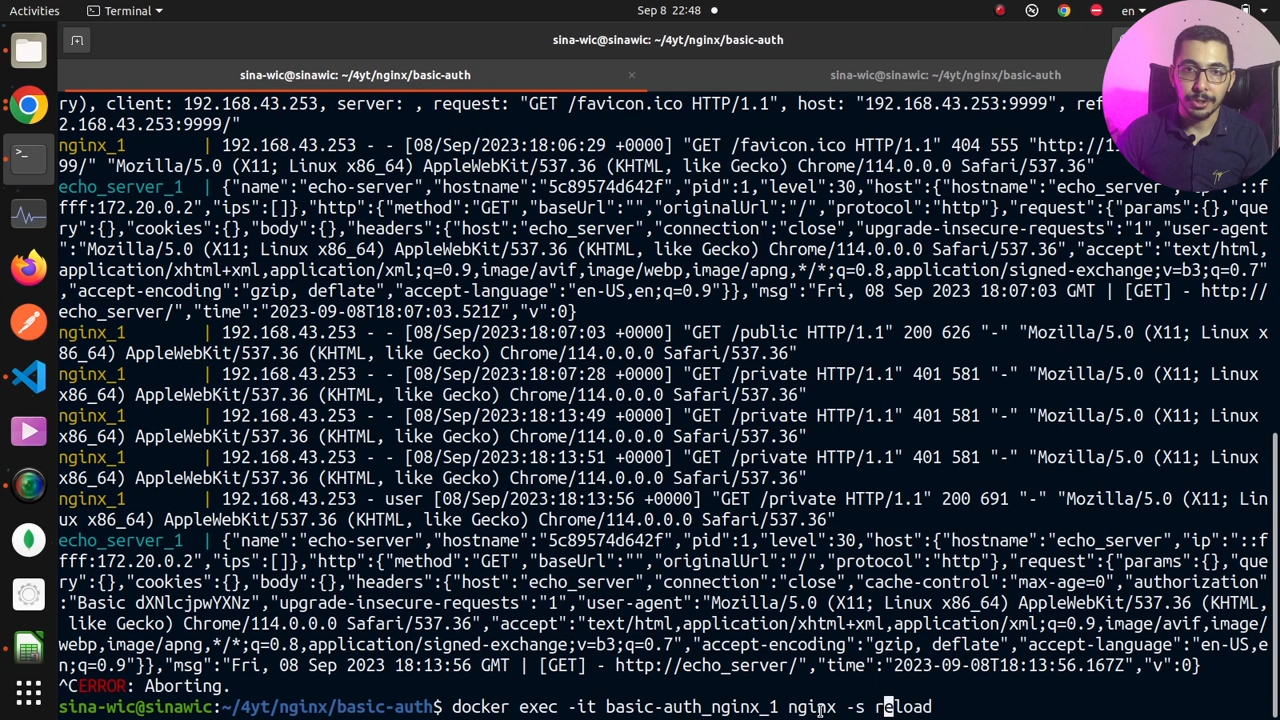 Activities
Terminal
Sep 8 22:48
en
sina-wic@sinawic: ~/4yt/nginx/basic-auth
sina-wic@sinawic: ~/4yt/nginx/basic-auth
sina-wic@sinawic: ~/4yt/nginx/basic-auth
ry), client: 192.168.43.253, server: , request: "GET /favicon.ico HTTP/1.1", host: "192.168.43.253:9999", ref
2.168.43.253:9999/"
nginx_1 | 192.168.43.253 - - [08/Sep/2023:18:06:29 +0000] "GET /favicon.ico HTTP/1.1" 404 555 "http://1
99/" "Mozilla/5.0 (X11; Linux x86_64) AppleWebKit/537.36 (KHTML, like Gecko) Chrome/114.0.0.0 Safari/537.36"
echo_server_1 | {"name":"echo-server","hostname":"5c89574d642f","pid":1,"level":30,"host":{"hostname":"echo_server","ip":"::f
fff:172.20.0.2","ips":[]},"http":{"method":"GET","baseUrl":"","originalUrl":"/","protocol":"http"},"request":{"params":{},"que
ry":{},"cookies":{},"body":{},"headers":{"host":"echo_server","connection":"close","upgrade-insecure-requests":"1","user-agent
":"Mozilla/5.0 (X11; Linux x86_64) AppleWebKit/537.36 (KHTML, like Gecko) Chrome/114.0.0.0 Safari/537.36","accept":"text/html,
application/xhtml+xml,application/xml;q=0.9,image/avif,image/webp,image/apng,*/*;q=0.8,application/signed-exchange;v=b3;q=0.7"
,"accept-encoding":"gzip, deflate","accept-language":"en-US,en;q=0.9"}},"msg":"Fri, 08 Sep 2023 18:07:03 GMT | [GET] - http://
echo_server/","time":"2023-09-08T18:07:03.521Z","v":0}
nginx_1 | 192.168.43.253 - - [08/Sep/2023:18:07:03 +0000] "GET /public HTTP/1.1" 200 626 "-" "Mozilla/5.0 (X11; Linux x
86_64) AppleWebKit/537.36 (KHTML, like Gecko) Chrome/114.0.0.0 Safari/537.36"
nginx_1 | 192.168.43.253 - - [08/Sep/2023:18:07:28 +0000] "GET /private HTTP/1.1" 401 581 "-" "Mozilla/5.0 (X11; Linux
x86_64) AppleWebKit/537.36 (KHTML, like Gecko) Chrome/114.0.0.0 Safari/537.36"
nginx_1 | 192.168.43.253 - - [08/Sep/2023:18:13:49 +0000] "GET /private HTTP/1.1" 401 581 "-" "Mozilla/5.0 (X11; Linux
x86_64) AppleWebKit/537.36 (KHTML, like Gecko) Chrome/114.0.0.0 Safari/537.36"
nginx_1 | 192.168.43.253 - - [08/Sep/2023:18:13:51 +0000] "GET /private HTTP/1.1" 401 581 "-" "Mozilla/5.0 (X11; Linux
x86_64) AppleWebKit/537.36 (KHTML, like Gecko) Chrome/114.0.0.0 Safari/537.36"
nginx_1 | 192.168.43.253 - user [08/Sep/2023:18:13:56 +0000] "GET /private HTTP/1.1" 200 691 "-" "Mozilla/5.0 (X11; Lin
ux x86_64) AppleWebKit/537.36 (KHTML, like Gecko) Chrome/114.0.0.0 Safari/537.36"
echo_server_1 | {"name":"echo-server","hostname":"5c89574d642f","pid":1,"level":30,"host":{"hostname":"echo_server","ip":"::f
fff:172.20.0.2","ips":[]},"http":{"method":"GET","baseUrl":"","originalUrl":"/","protocol":"http"},"request":{"params":{},"que
ry":{},"cookies":{},"body":{},"headers":{"host":"echo_server","connection":"close","cache-control":"max-age=0","authorization"
:"Basic dXNlcjpwYXNz","upgrade-insecure-requests":"1","user-agent":"Mozilla/5.0 (X11; Linux x86_64) AppleWebKit/537.36 (KHTML,
like Gecko) Chrome/114.0.0.0 Safari/537.36","accept":"text/html,application/xhtml+xml,application/xml;q=0.9,image/avif,image/
webp,image/apng,*/*;q=0.8,application/signed-exchange;v=b3;q=0.7","accept-encoding":"gzip, deflate","accept-language":"en-US,e
n;q=0.9"}},"msg":"Fri, 08 Sep 2023 18:13:56 GMT | [GET] - http://echo_server/","time":"2023-09-08T18:13:56.167Z","v":0}
^CERROR: Aborting.
sina-wic@sinawic:~/4yt/nginx/basic-auth$ docker exec -it basic-auth_nginx_1 nginx -s reload